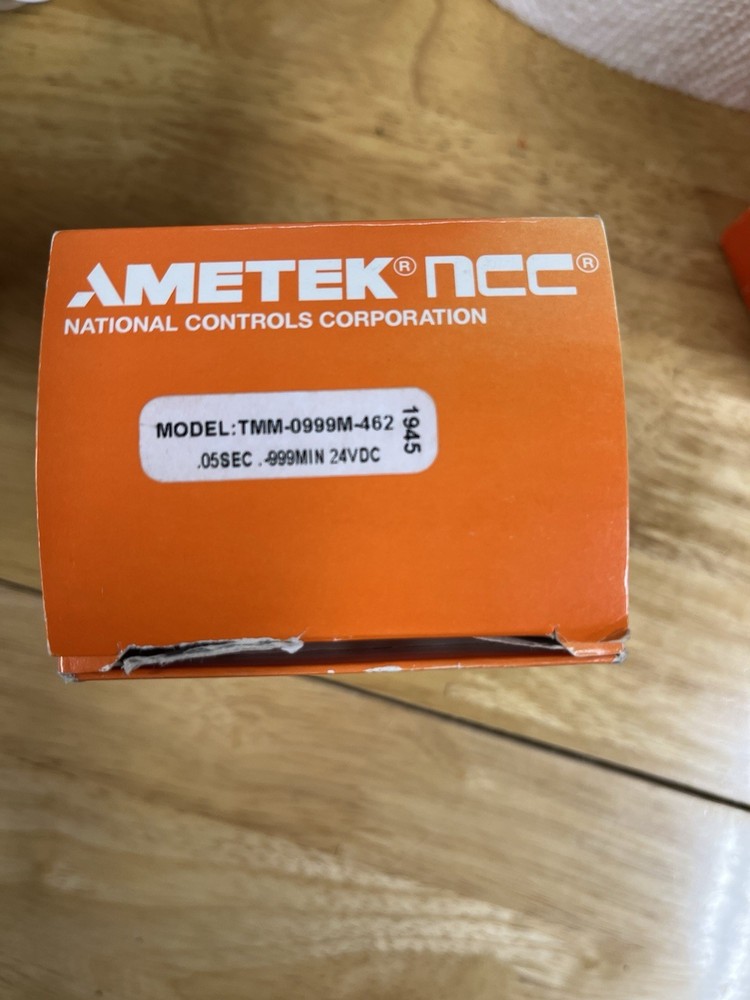 AMETEK® ncc®
NATIONAL CONTROLS CORPORATION
MODEL:TMM-0999M-462
.05SEC .-999MIN 24VDC
1945